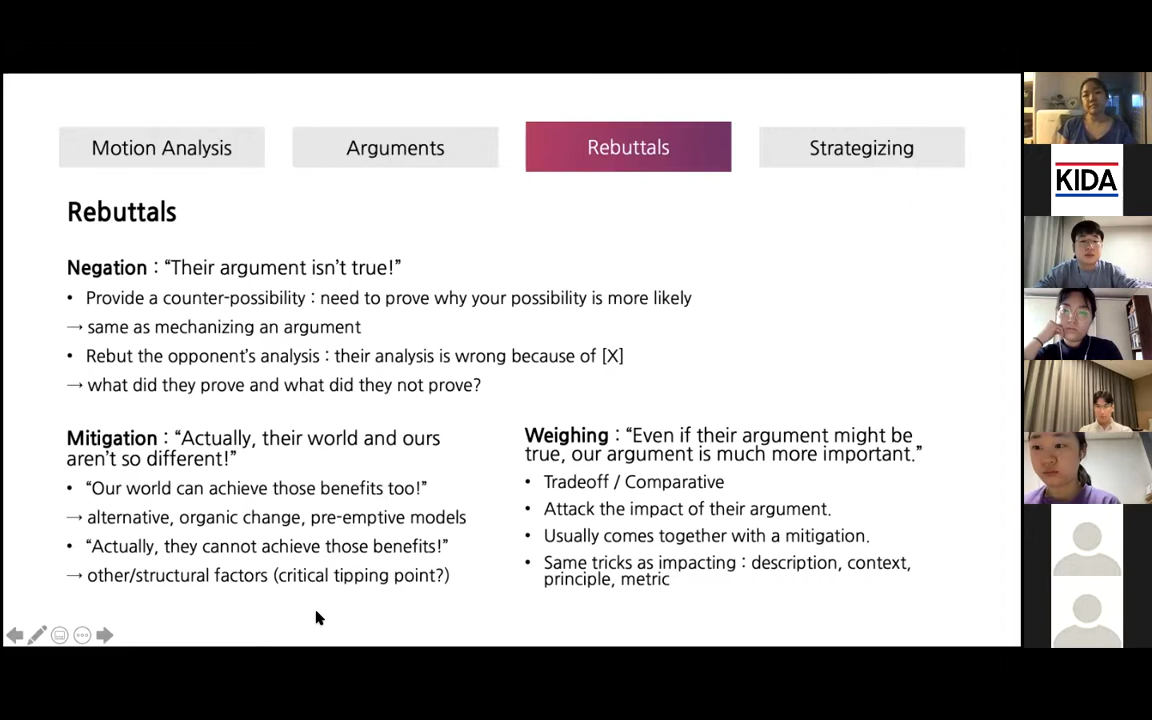 Motion Analysis
Arguments
Rebuttals
Strategizing
Rebuttals
Negation : “Their argument isn’t true!”
• Provide a counter-possibility : need to prove why your possibility is more likely
→ same as mechanizing an argument
• Rebut the opponent’s analysis : their analysis is wrong because of [X]
→ what did they prove and what did they not prove?
Mitigation : “Actually, their world and ours
aren’t so different!”
• “Our world can achieve those benefits too!”
→ alternative, organic change, pre-emptive models
• “Actually, they cannot achieve those benefits!”
→ other/structural factors (critical tipping point?)
Weighing : “Even if their argument might be
true, our argument is much more important.”
• Tradeoff / Comparative
• Attack the impact of their argument.
• Usually comes together with a mitigation.
• Same tricks as impacting : description, context,
principle, metric
KIDA